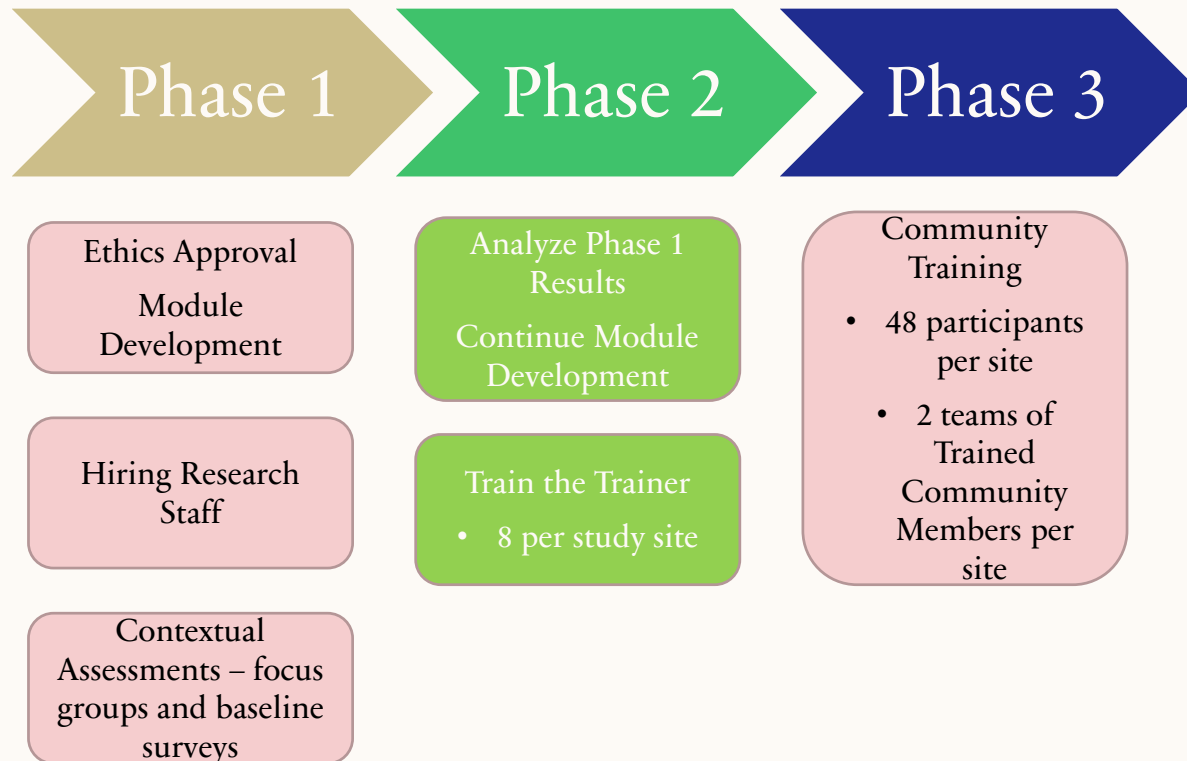 Phase 1
Phase 2
Phase 3
Ethics Approval
Module
Development
Hiring Research
Staff
Contextual
Assessments – focus
groups and baseline
surveys
Analyze Phase 1
Results
Continue Module
Development
Train the Trainer
• 8 per study site
Community
Training
• 48 participants
per site
• 2 teams of
Trained
Community
Members per
site